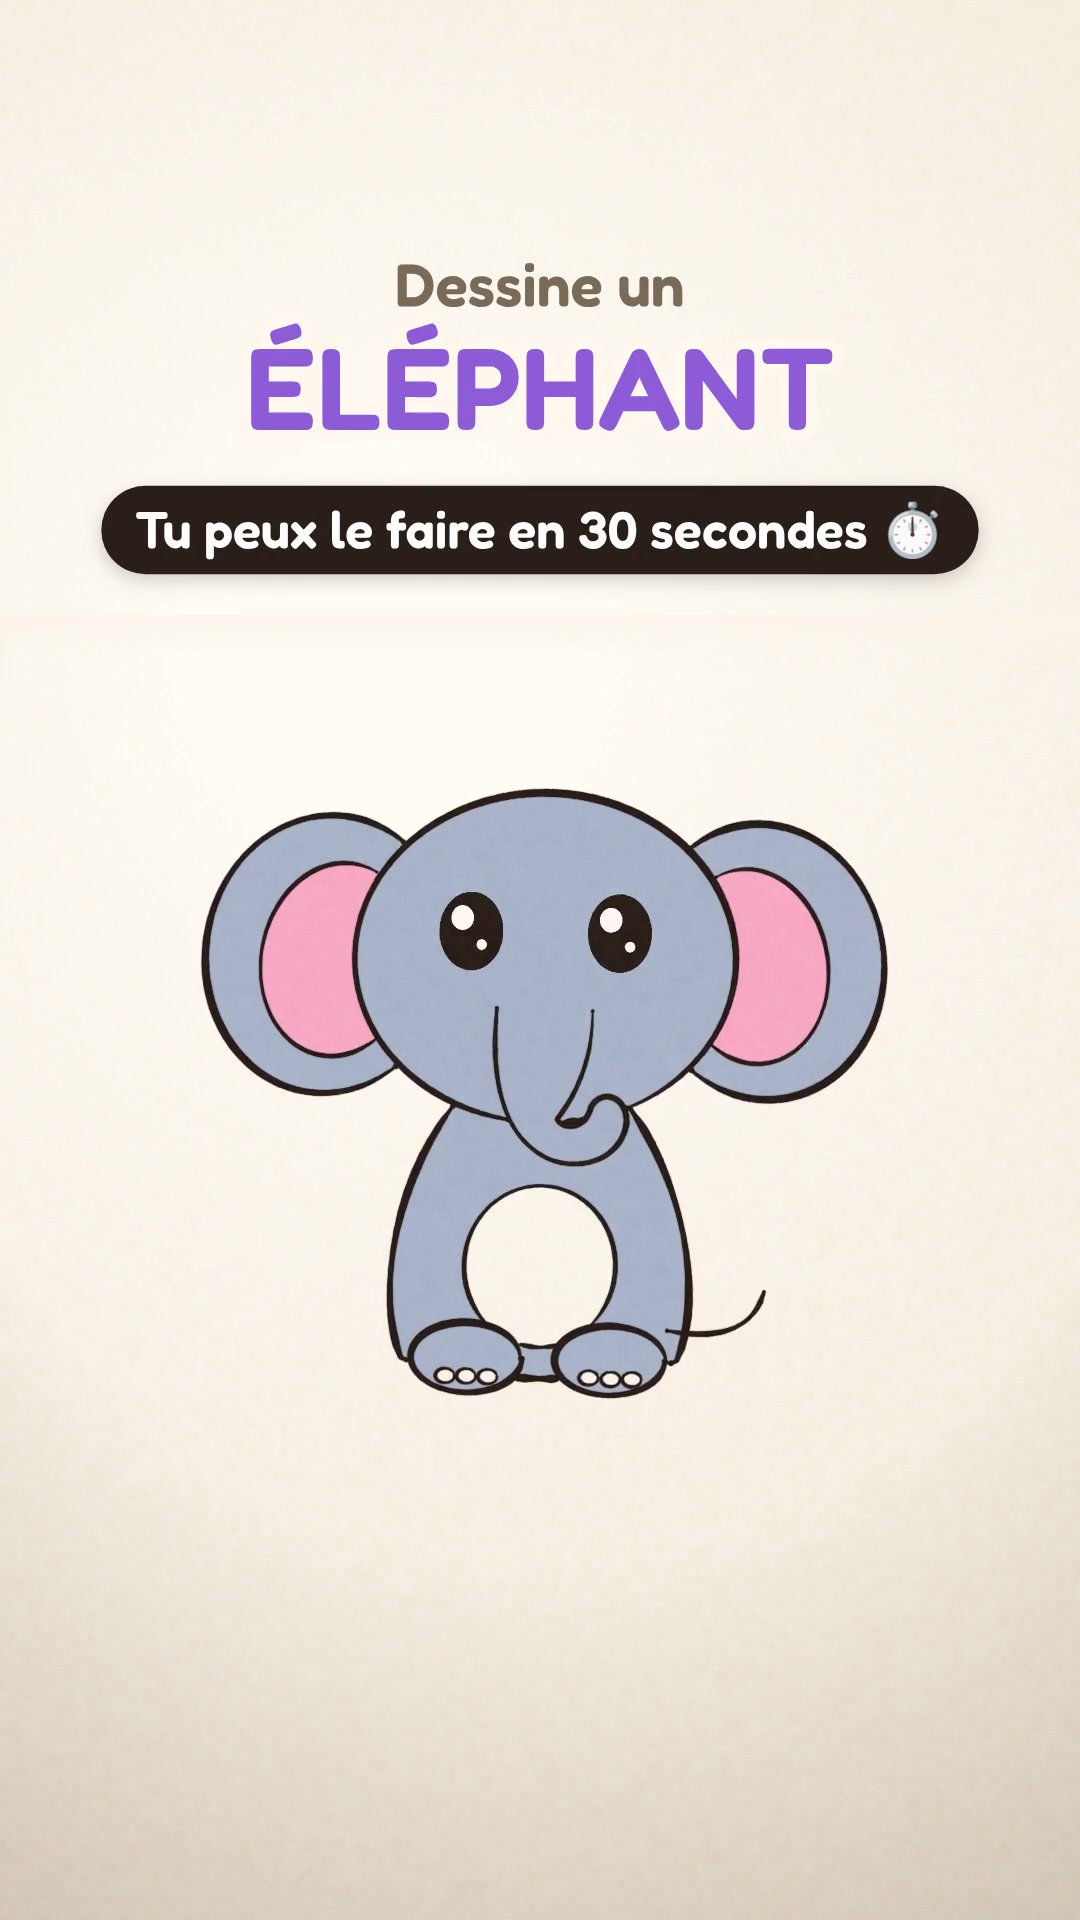 Dessine un
ÉLÉPHANT
Tu peux le faire en 30 secondes ⏱️